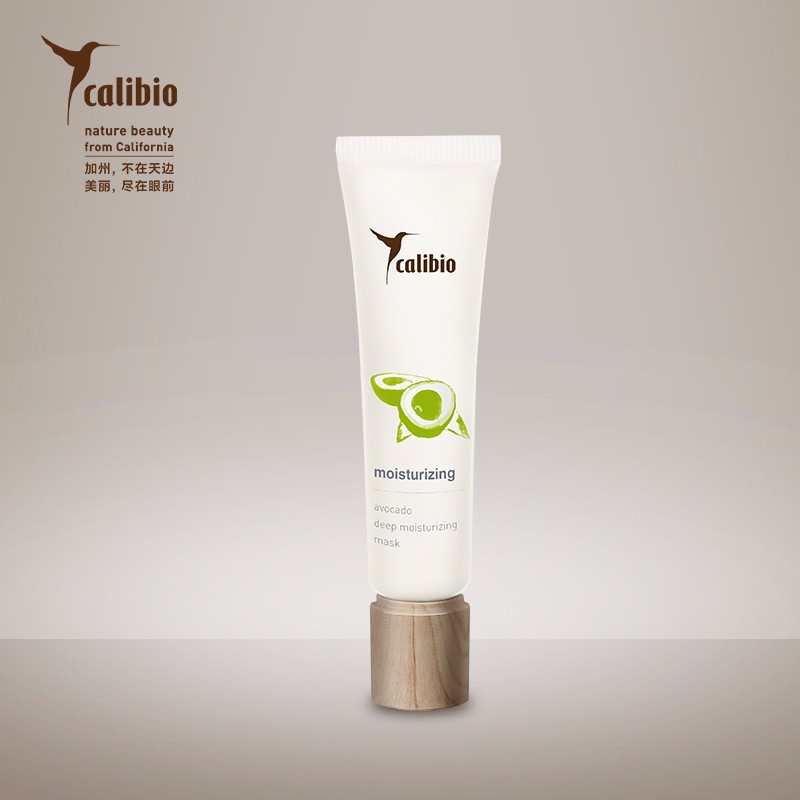 calibio
nature beauty
from California
加州，不在天边
美丽，尽在眼前
calibio
moisturizing
avocado
deep moisturizing
mask